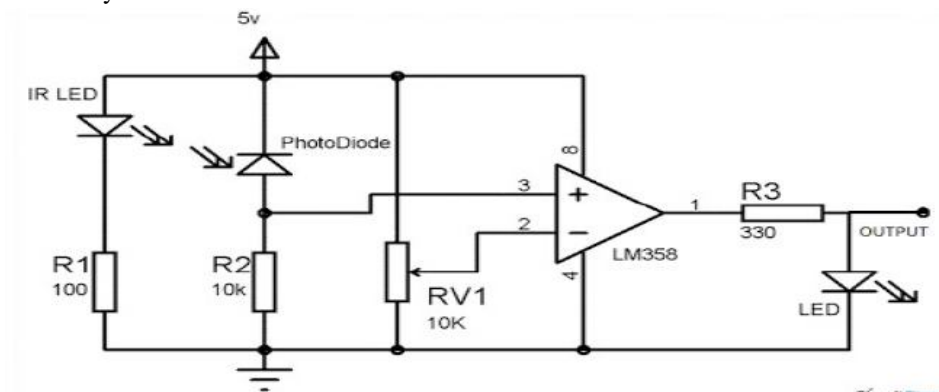 5v
IR LED
PhotoDiode
8
3
+
R3
1
2
−
330
OUTPUT
LM358
R1
R2
4
100
10k
RV1
LED
10K